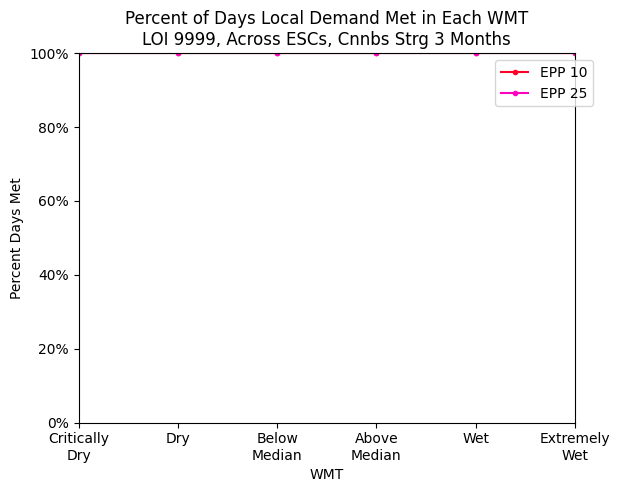 Percent of Days Local Demand Met in Each WMT
LOI 9999, Across ESCs, Cnnbs Strg 3 Months
100%
80%
60%
40%
20%
0%
Percent Days Met
EPP 10
EPP 25
Critically
Dry
Dry
Below
Median
Above
Median
Wet
Extremely
Wet
WMT